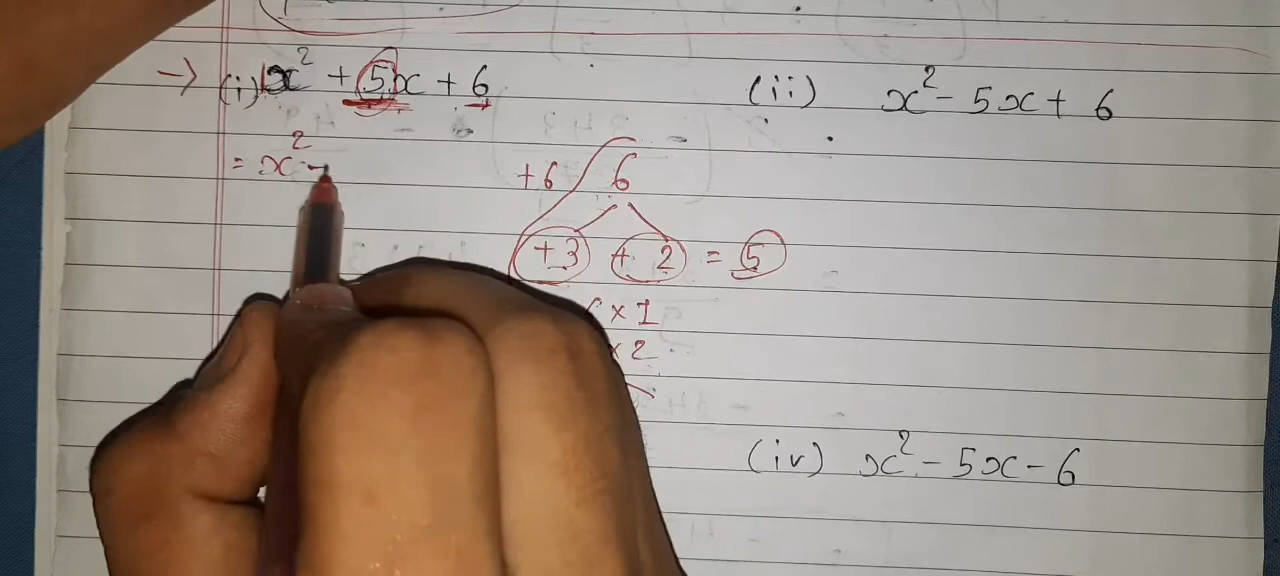 → (i) x² + 5x + 6
(ii) x² - 5x + 6
= x²
+6 6
+3 + 2 = 5
× 1
× 2
(iv) x² - 5x - 6